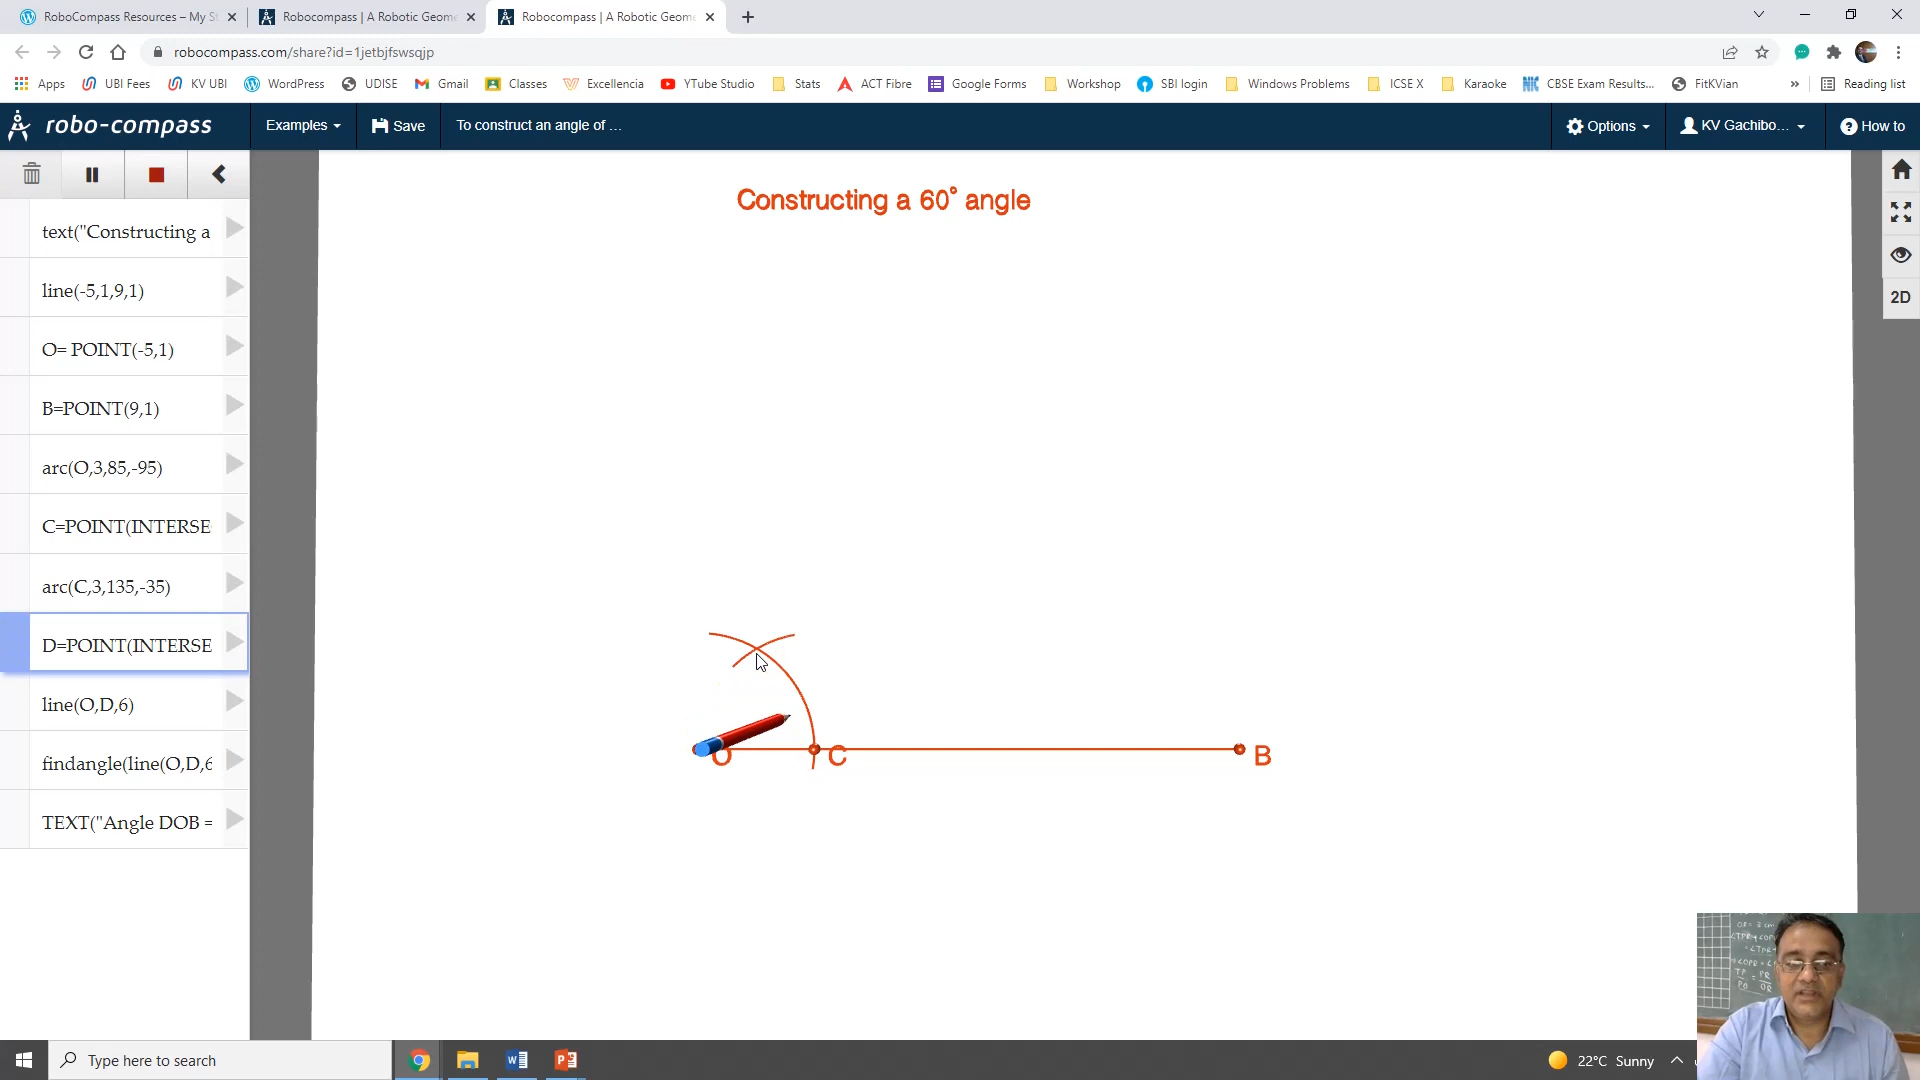 RoboCompass Resources – My St
Robocompass | A Robotic Geome
Robocompass | A Robotic Geome
robocompass.com/share?id=1jetbjfswsqjp
Apps
UBI Fees
KV UBI
WordPress
UDISE
Gmail
Classes
Excellencia
YTube Studio
Stats
ACT Fibre
Google Forms
Workshop
SBI login
Windows Problems
ICSE X
Karaoke
CBSE Exam Results...
FitKVian
»
Reading list
robo-compass
Examples
Save
To construct an angle of ...
Options
KV Gachibo...
How to
2D
text("Constructing a
line(-5,1,9,1)
O= POINT(-5,1)
B=POINT(9,1)
arc(O,3,85,-95)
C=POINT(INTERSE
arc(C,3,135,-35)
D=POINT(INTERSE
line(O,D,6)
findangle(line(O,D,6
TEXT("Angle DOB =
Constructing a 60° angle
O
C
B
Type here to search
22°C Sunny